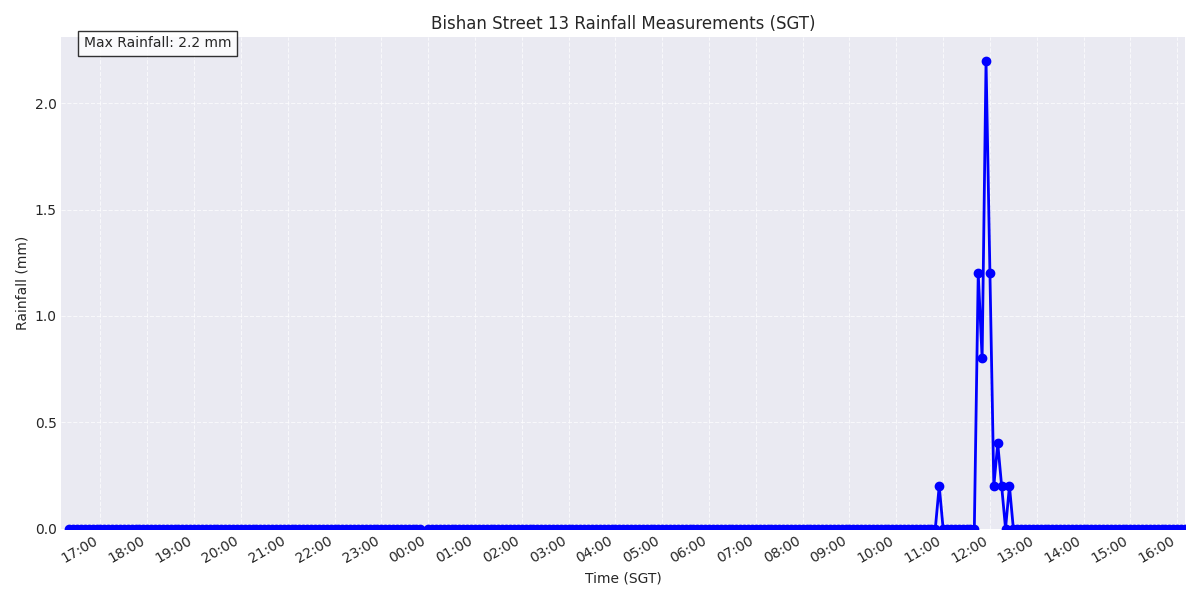 Bishan Street 13 Rainfall Measurements (SGT)
Max Rainfall: 2.2 mm
Rainfall (mm)
2.0
1.5
1.0
0.5
0.0
17:00 18:00 19:00 20:00 21:00 22:00 23:00 00:00 01:00 02:00 03:00 04:00 05:00 06:00 07:00 08:00 09:00 10:00 11:00 12:00 13:00 14:00 15:00 16:00
Time (SGT)